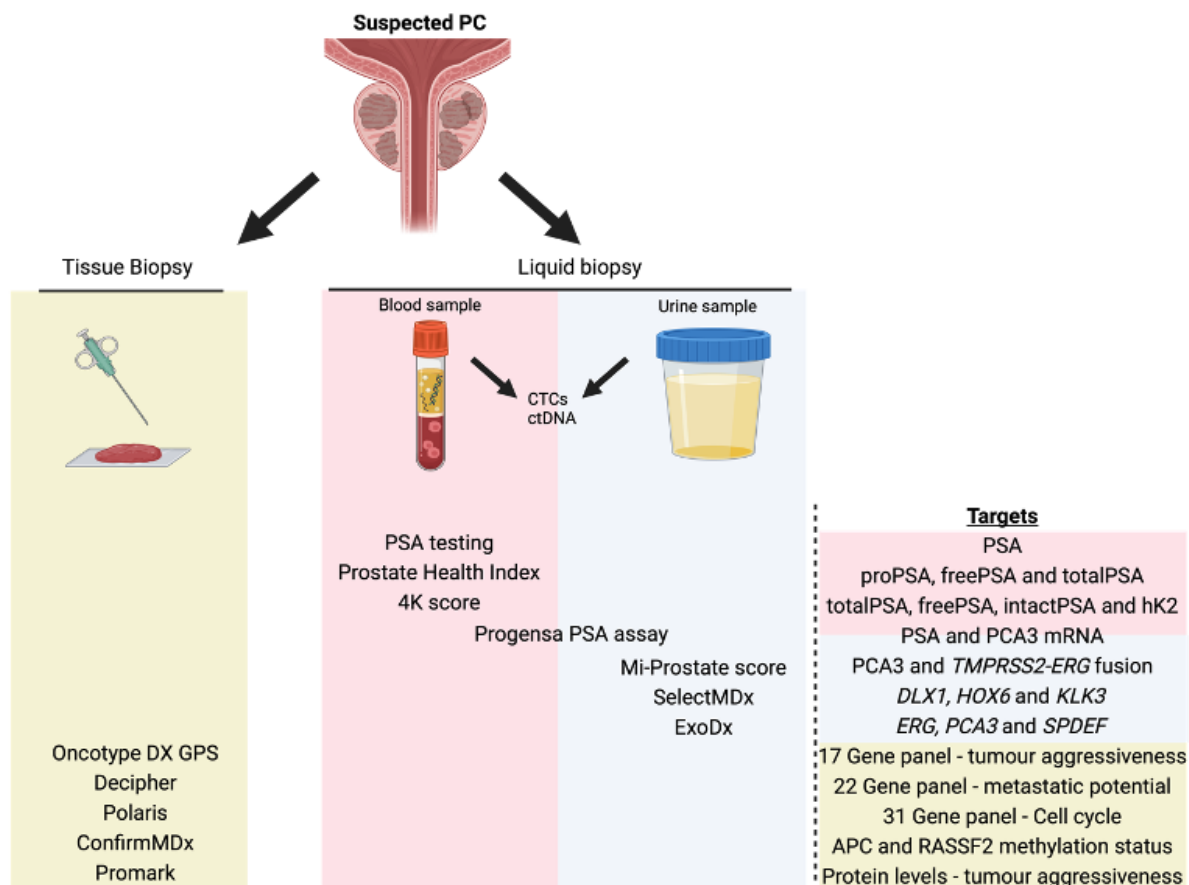 Suspected PC
Tissue Biopsy
Liquid biopsy
Blood sample
Urine sample
CTCs
ctDNA
PSA testing
Prostate Health Index
4K score
Progensa PSA assay
Mi-Prostate score
SelectMDx
ExoDx
Oncotype DX GPS
Decipher
Polaris
ConfirmMDx
Promark
Targets
PSA
proPSA, freePSA and totalPSA
totalPSA, freePSA, intactPSA and hK2
PSA and PCA3 mRNA
PCA3 and TMPRSS2-ERG fusion
DLX1, HOX6 and KLK3
ERG, PCA3 and SPDEF
17 Gene panel - tumour aggressiveness
22 Gene panel - metastatic potential
31 Gene panel - Cell cycle
APC and RASSF2 methylation status
Protein levels - tumour aggressiveness